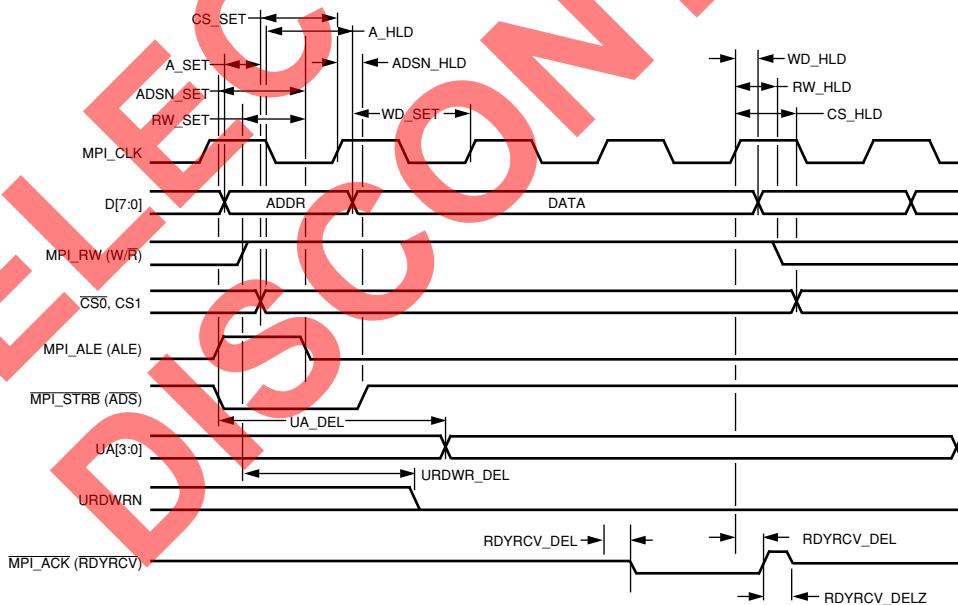 CS_SET
A_HLD
A_SET
ADSN_HLD
WD_HLD
ADSN_SET
RW_HLD
RW_SET
WD_SET
CS_HLD
MPI_CLK
D[7:0]
ADDR
DATA
MPI_RW (W/R)
CS0, CS1
MPI_ALE (ALE)
MPI_STRB (ADS)
UA_DEL
UA[3:0]
URDWR_DEL
URDWRN
RDYRCV_DEL
RDYRCV_DEL
MPI_ACK (RDYRCV)
RDYRCV_DELZ
ELEC
DISCONT